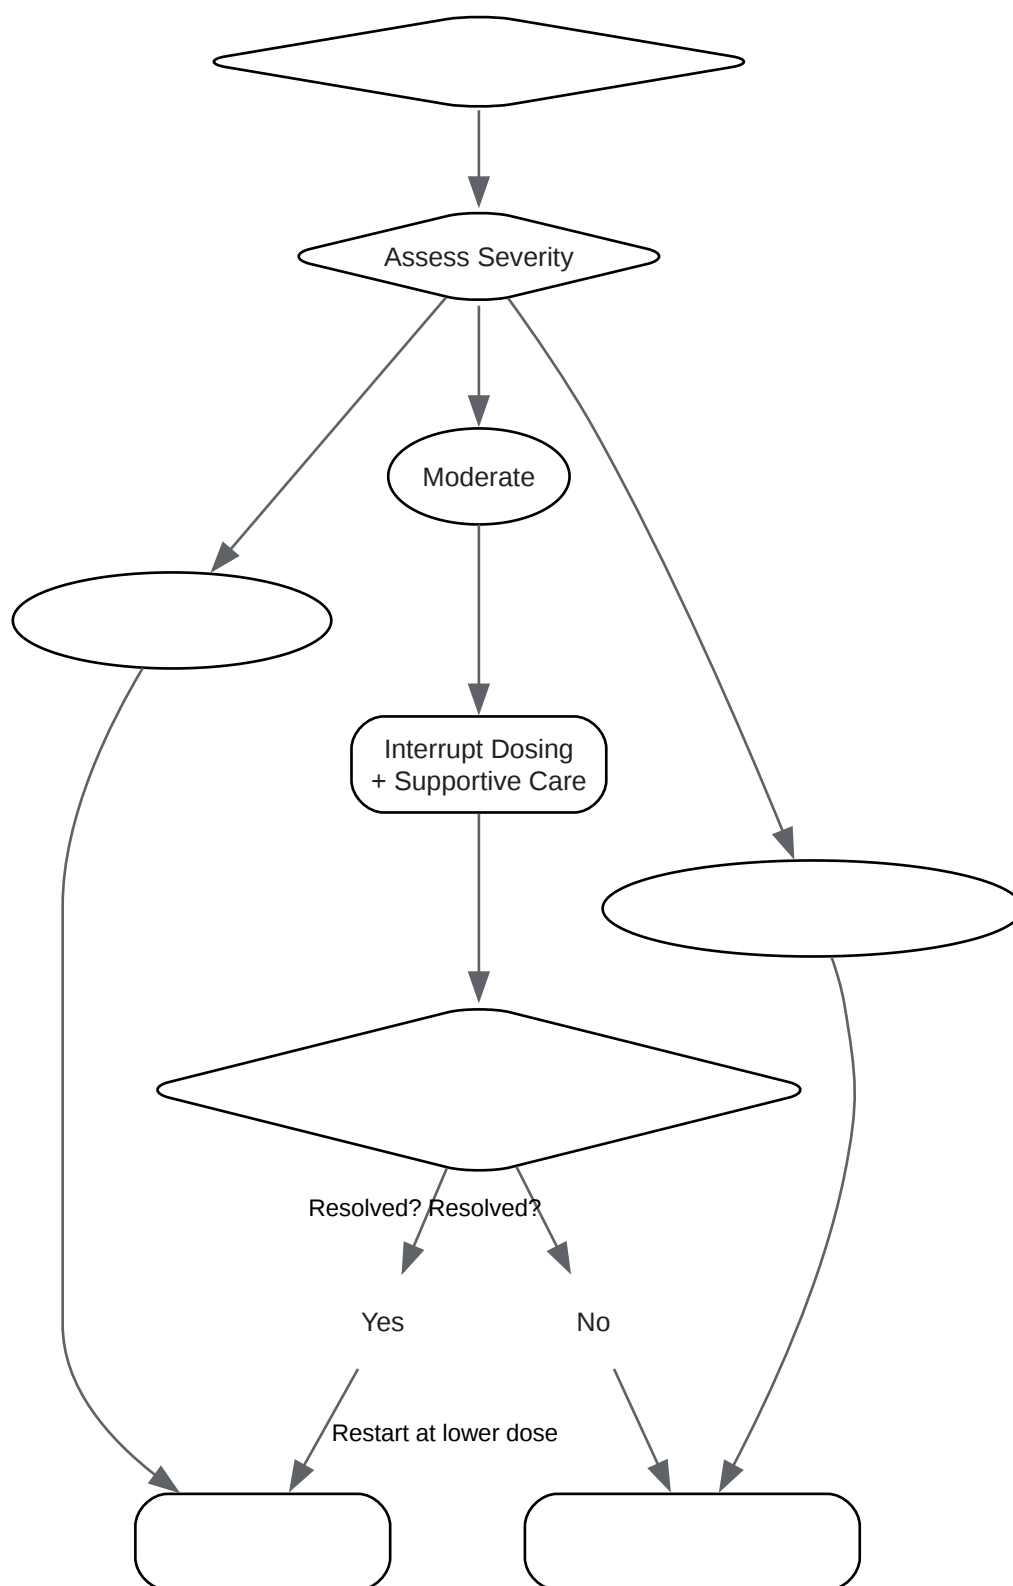 Assess Severity
Moderate
Interrupt Dosing
+ Supportive Care
Resolved? Resolved?
Yes
No
Restart at lower dose